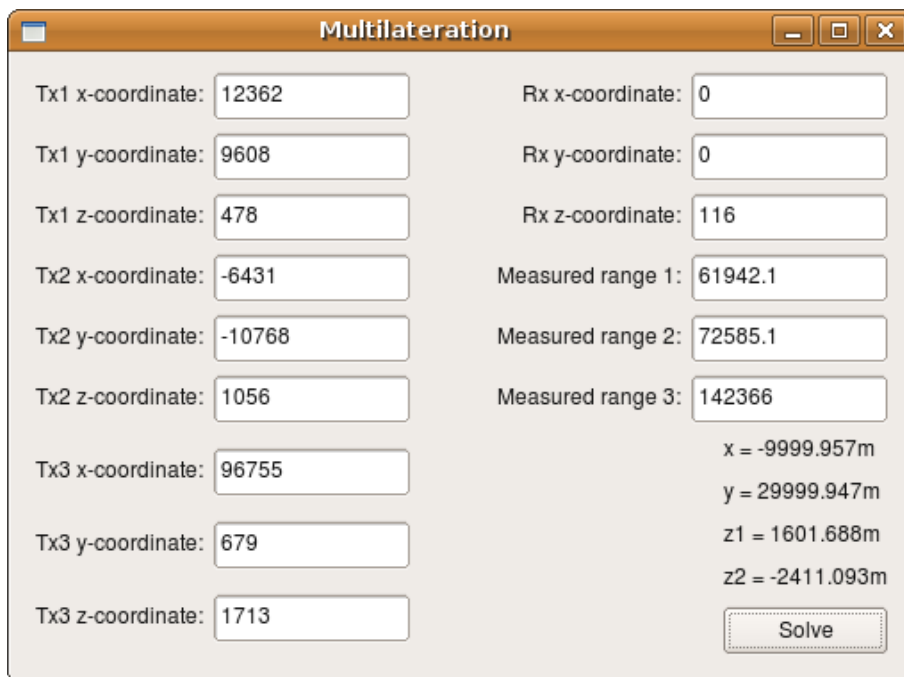 Multilateration
Tx1 x-coordinate: 12362
Rx x-coordinate: 0
Tx1 y-coordinate: 9608
Rx y-coordinate: 0
Tx1 z-coordinate: 478
Rx z-coordinate: 116
Tx2 x-coordinate: -6431
Measured range 1: 61942.1
Tx2 y-coordinate: -10768
Measured range 2: 72585.1
Tx2 z-coordinate: 1056
Measured range 3: 142366
Tx3 x-coordinate: 96755
Tx3 y-coordinate: 679
Tx3 z-coordinate: 1713
x = -9999.957m
y = 29999.947m
z1 = 1601.688m
z2 = -2411.093m
Solve